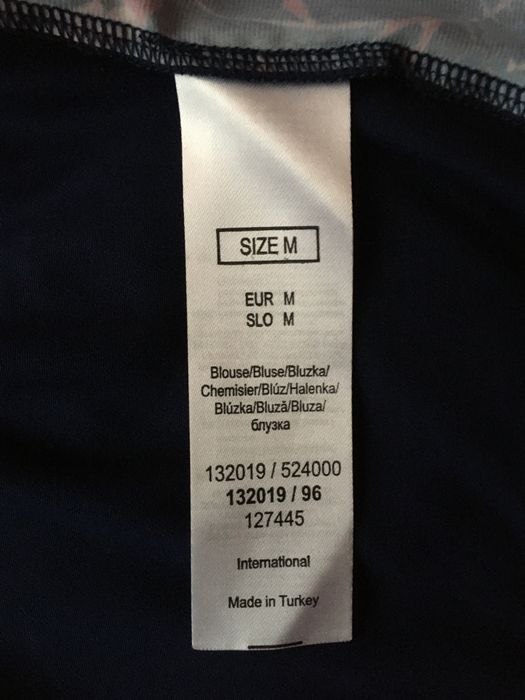 SIZE M
EUR M
SLO M
Blouse/Bluse/Bluzka/
Chemisier/Blúz/Halenka/
Blúzka/Bluză/Bluza/
блузка
132019 / 524000
132019 / 96
127445
International
Made in Turkey